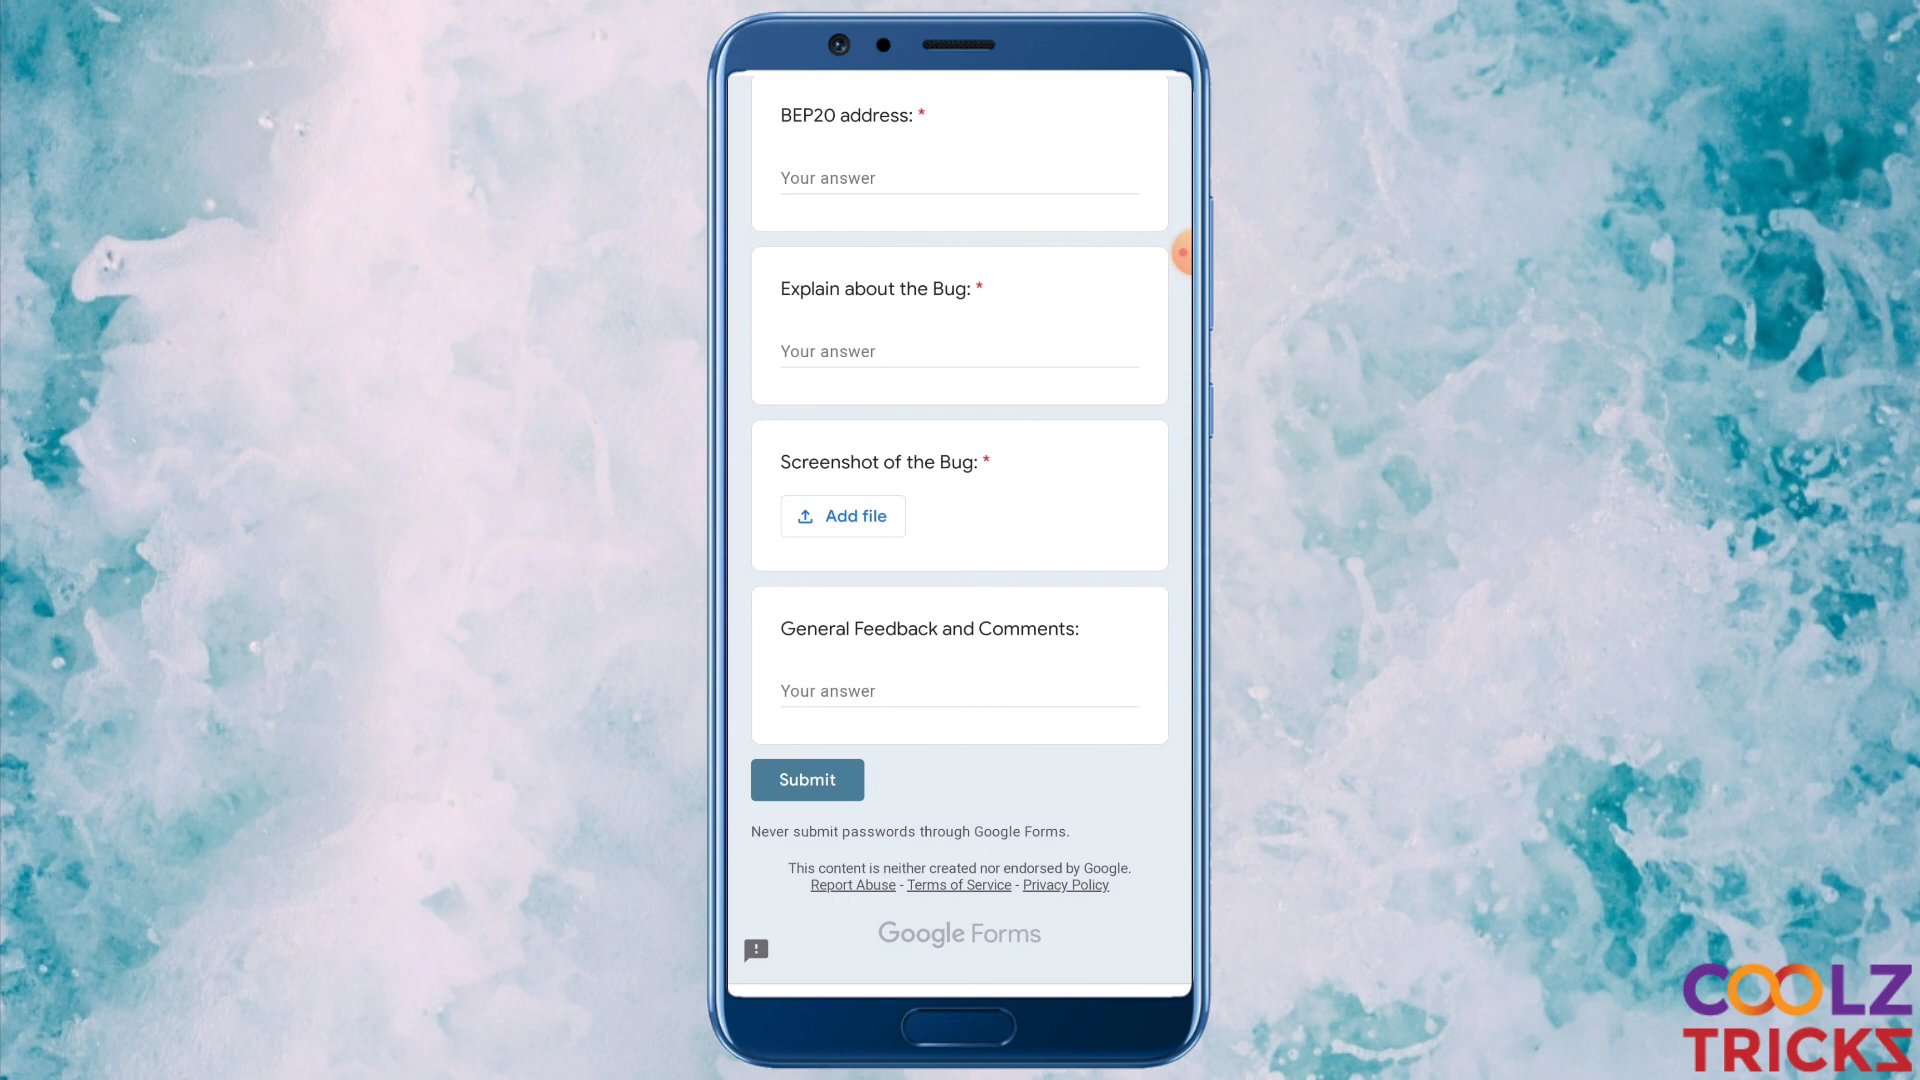 BEP20 address: *
Your answer
Explain about the Bug: *
Your answer
Screenshot of the Bug: *
Add file
General Feedback and Comments:
Your answer
Submit
Never submit passwords through Google Forms.
This content is neither created nor endorsed by Google.
Report Abuse - Terms of Service - Privacy Policy
Google Forms
COOLZ
TRICKS